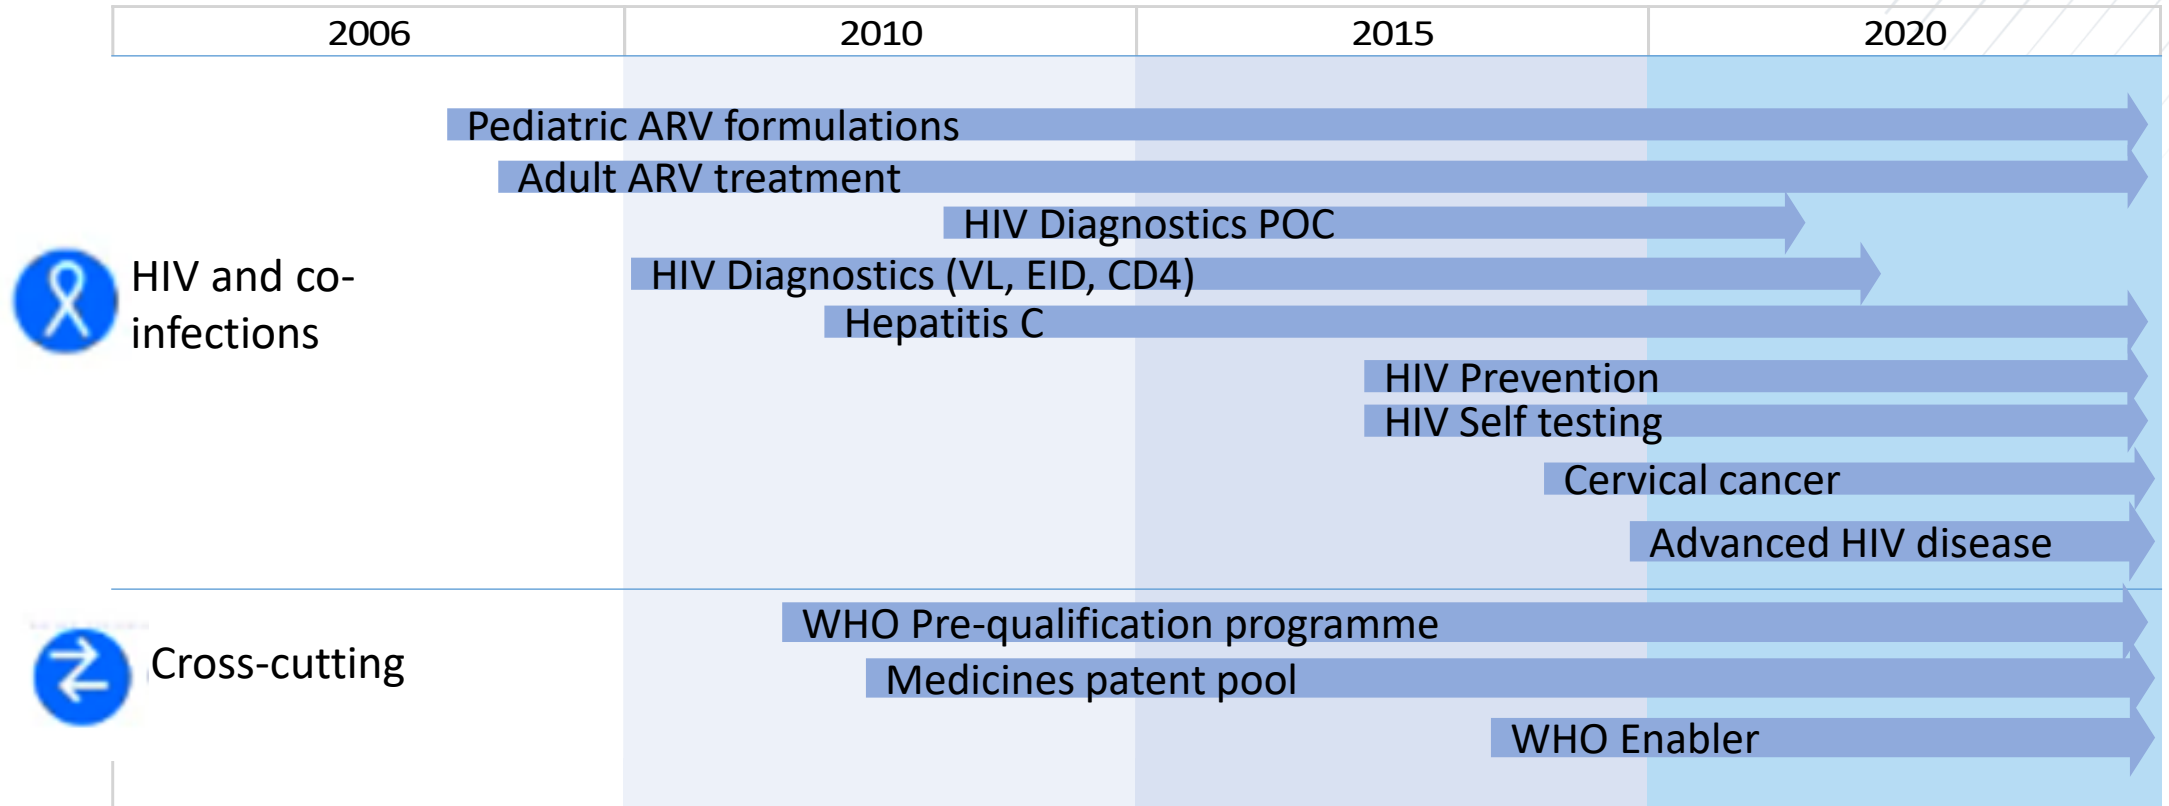 2006 2010 2015 2020
Pediatric ARV formulations
Adult ARV treatment
HIV Diagnostics POC
HIV and co-
infections
HIV Diagnostics (VL, EID, CD4)
Hepatitis C
HIV Prevention
HIV Self testing
Cervical cancer
Advanced HIV disease
Cross-cutting
WHO Pre-qualification programme
Medicines patent pool
WHO Enabler